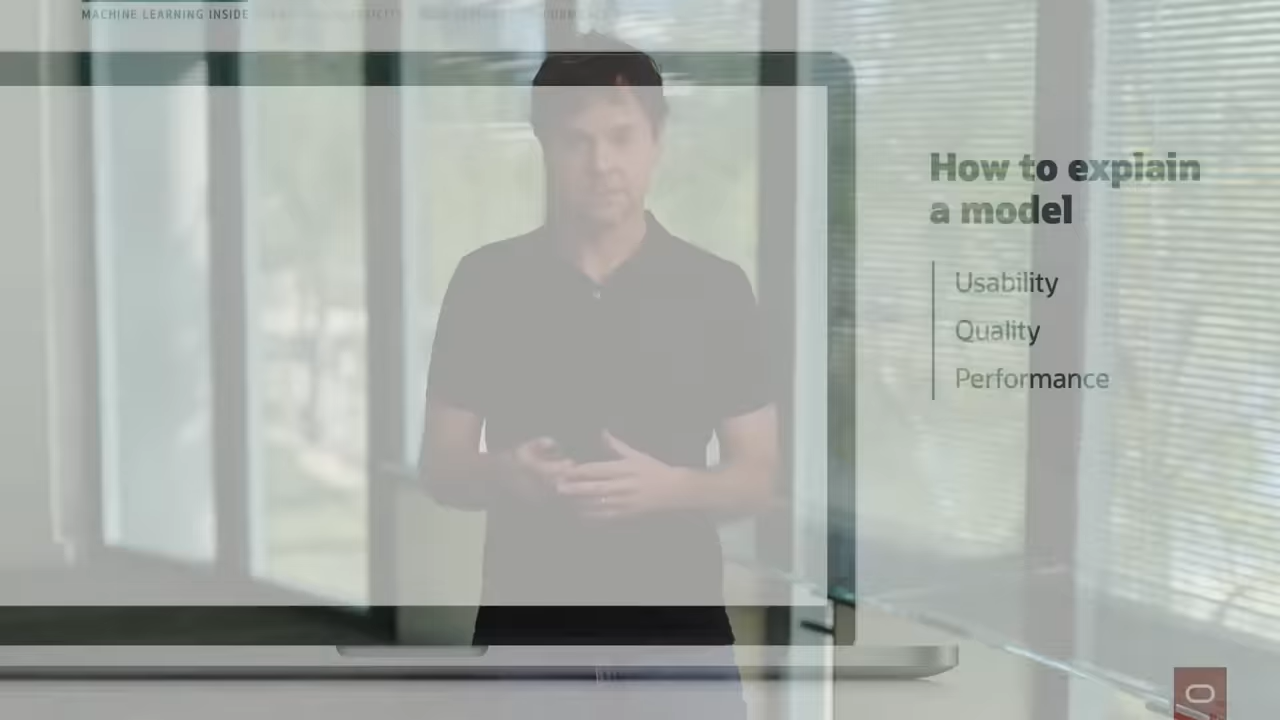 MACHINE LEARNING INSIDE
How to explain
a model
Usability
Quality
Performance